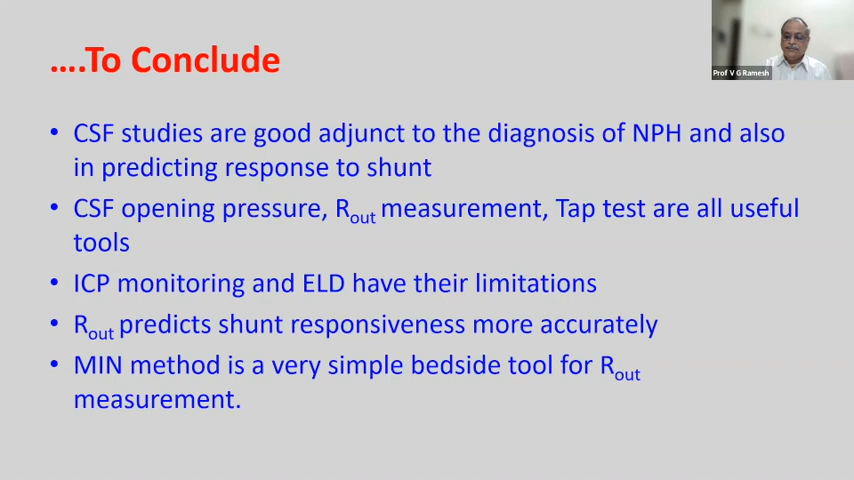 ....To Conclude
Prof V G Ramesh
• CSF studies are good adjunct to the diagnosis of NPH and also
in predicting response to shunt
• CSF opening pressure, Rout measurement, Tap test are all useful
tools
• ICP monitoring and ELD have their limitations
• Rout predicts shunt responsiveness more accurately
• MIN method is a very simple bedside tool for Rout
measurement.